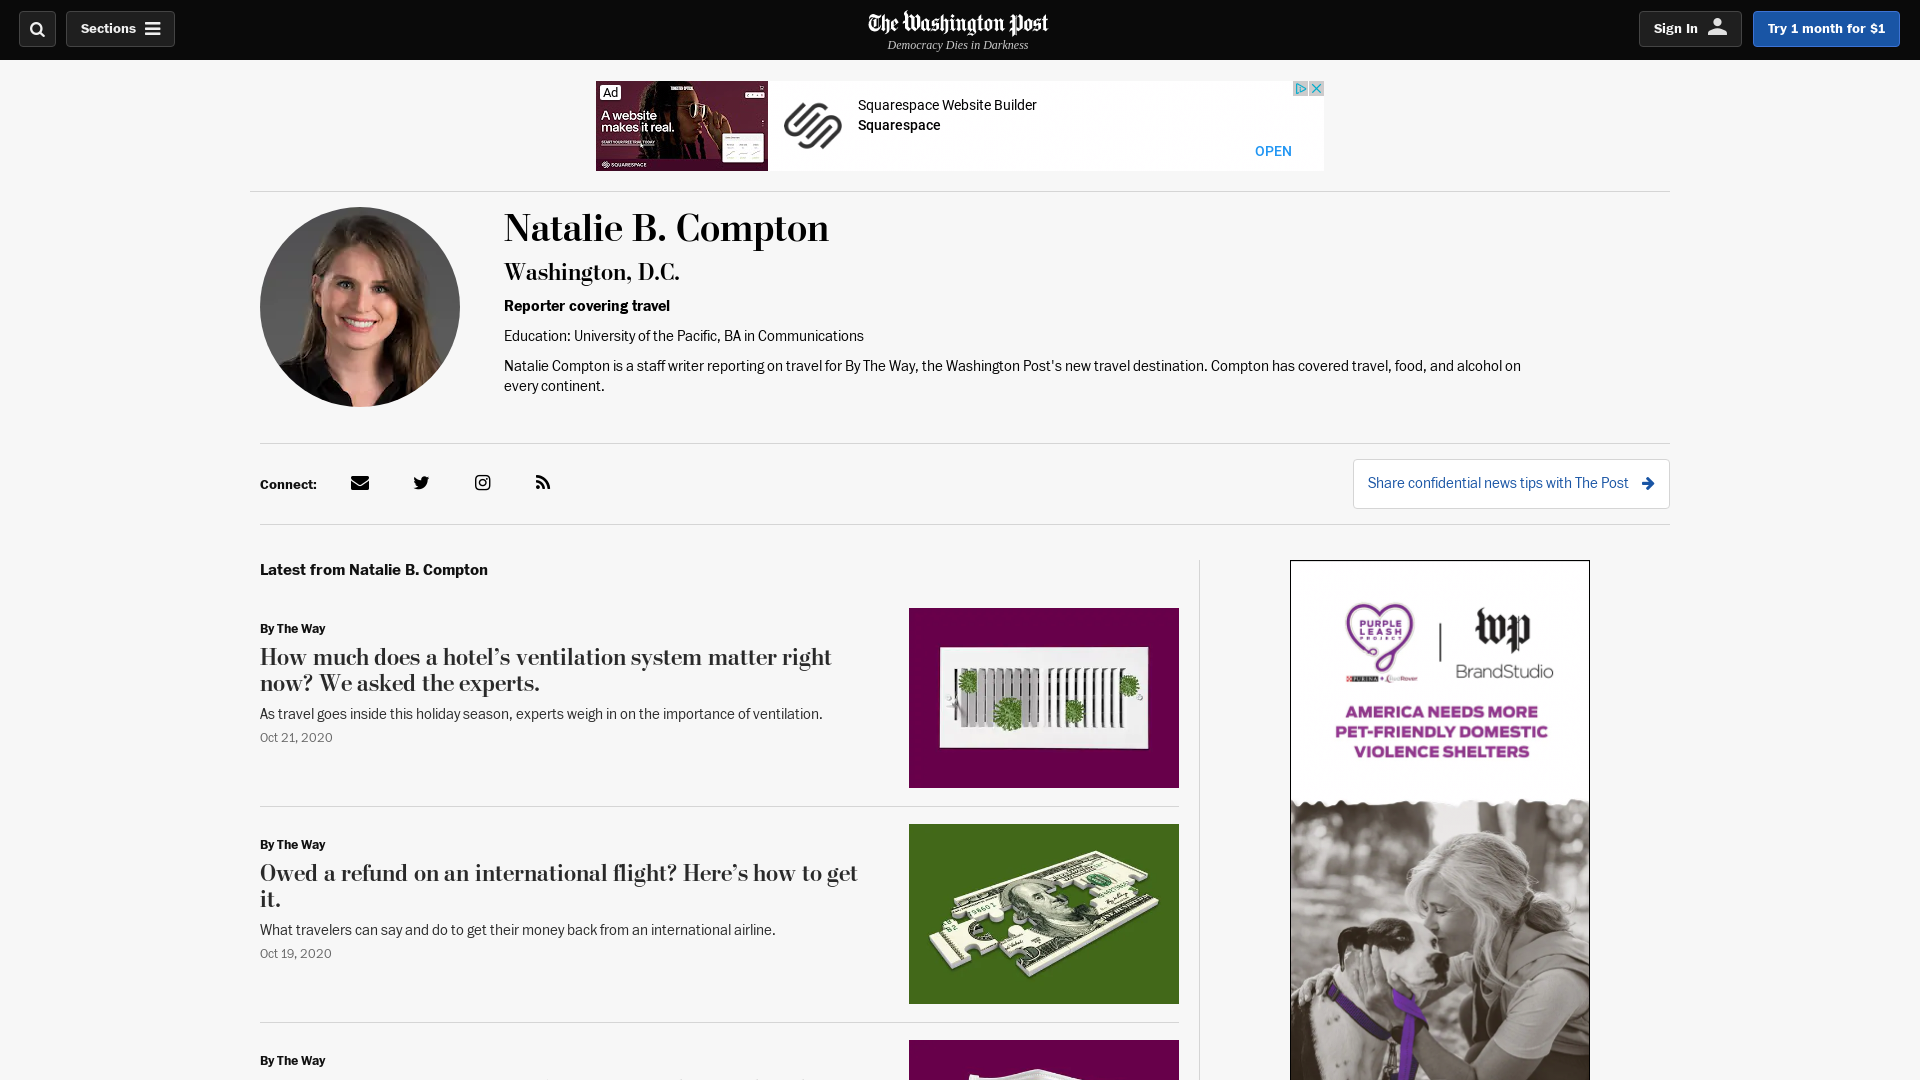 Sections
The Washington Post
Democracy Dies in Darkness
Sign In
Try 1 month for $1
Ad
A website
makes it real.
START YOUR FREE TRIAL TODAY
SQUARESPACE
Squarespace Website Builder
Squarespace
OPEN
Natalie B. Compton
Washington, D.C.
Reporter covering travel
Education: University of the Pacific, BA in Communications
Natalie Compton is a staff writer reporting on travel for By The Way, the Washington Post's new travel destination. Compton has covered travel, food, and alcohol on
every continent.
Connect:
Share confidential news tips with The Post
Latest from Natalie B. Compton
By The Way
How much does a hotel’s ventilation system matter right
now? We asked the experts.
As travel goes inside this holiday season, experts weigh in on the importance of ventilation.
Oct 21, 2020
By The Way
Owed a refund on an international flight? Here’s how to get
it.
What travelers can say and do to get their money back from an international airline.
Oct 19, 2020
By The Way
PURPLE
LEASH
PROJECT
PURINA
wp
BrandStudio
AMERICA NEEDS MORE
PET-FRIENDLY DOMESTIC
VIOLENCE SHELTERS